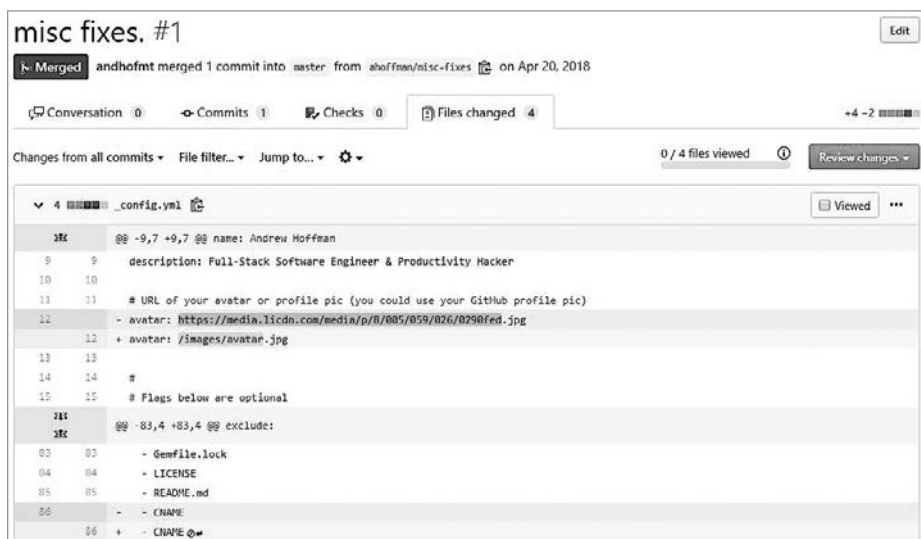 misc fixes. #1
Edit
Merged andhofmt merged 1 commit into master from ahoffman/misc-fixes on Apr 20, 2018
Conversation 0 Commits 1 Checks 0 Files changed 4 +4 −2
Changes from all commits File filter... Jump to... 0 / 4 files viewed Review changes
4 _config.yml Viewed
@@ -9,7 +9,7 @@ name: Andrew Hoffman
9 9 description: Full-Stack Software Engineer & Productivity Hacker
10 10
11 11 # URL of your avatar or profile pic (you could use your GitHub profile pic)
12 - avatar: https://media.licdn.com/media/p/8/005/059/026/0290fed.jpg
12 + avatar: /images/avatar.jpg
13 13
14 14 #
15 15 # Flags below are optional
@@ -83,4 +83,4 @@ exclude:
83 83 - Gemfile.lock
84 84 - LICENSE
85 85 - README.md
86 - - CNAME
86 + - CNAME